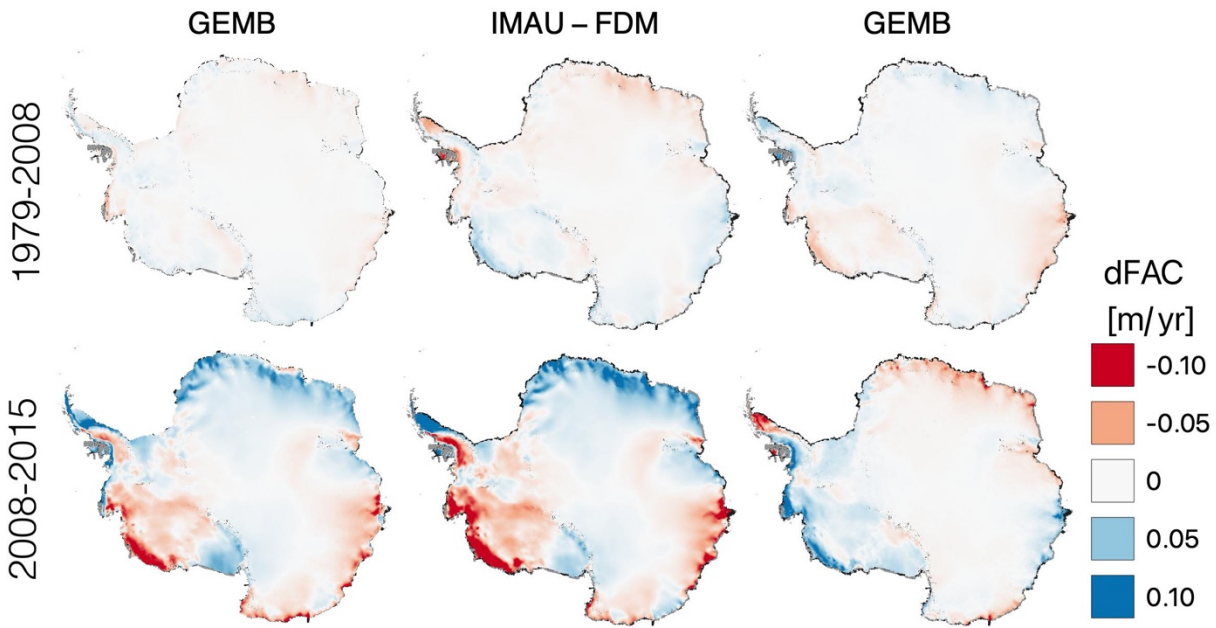 GEMB
IMAU – FDM
GEMB
1979-2008
2008-2015
dFAC
[m/yr]
-0.10
-0.05
0
0.05
0.10